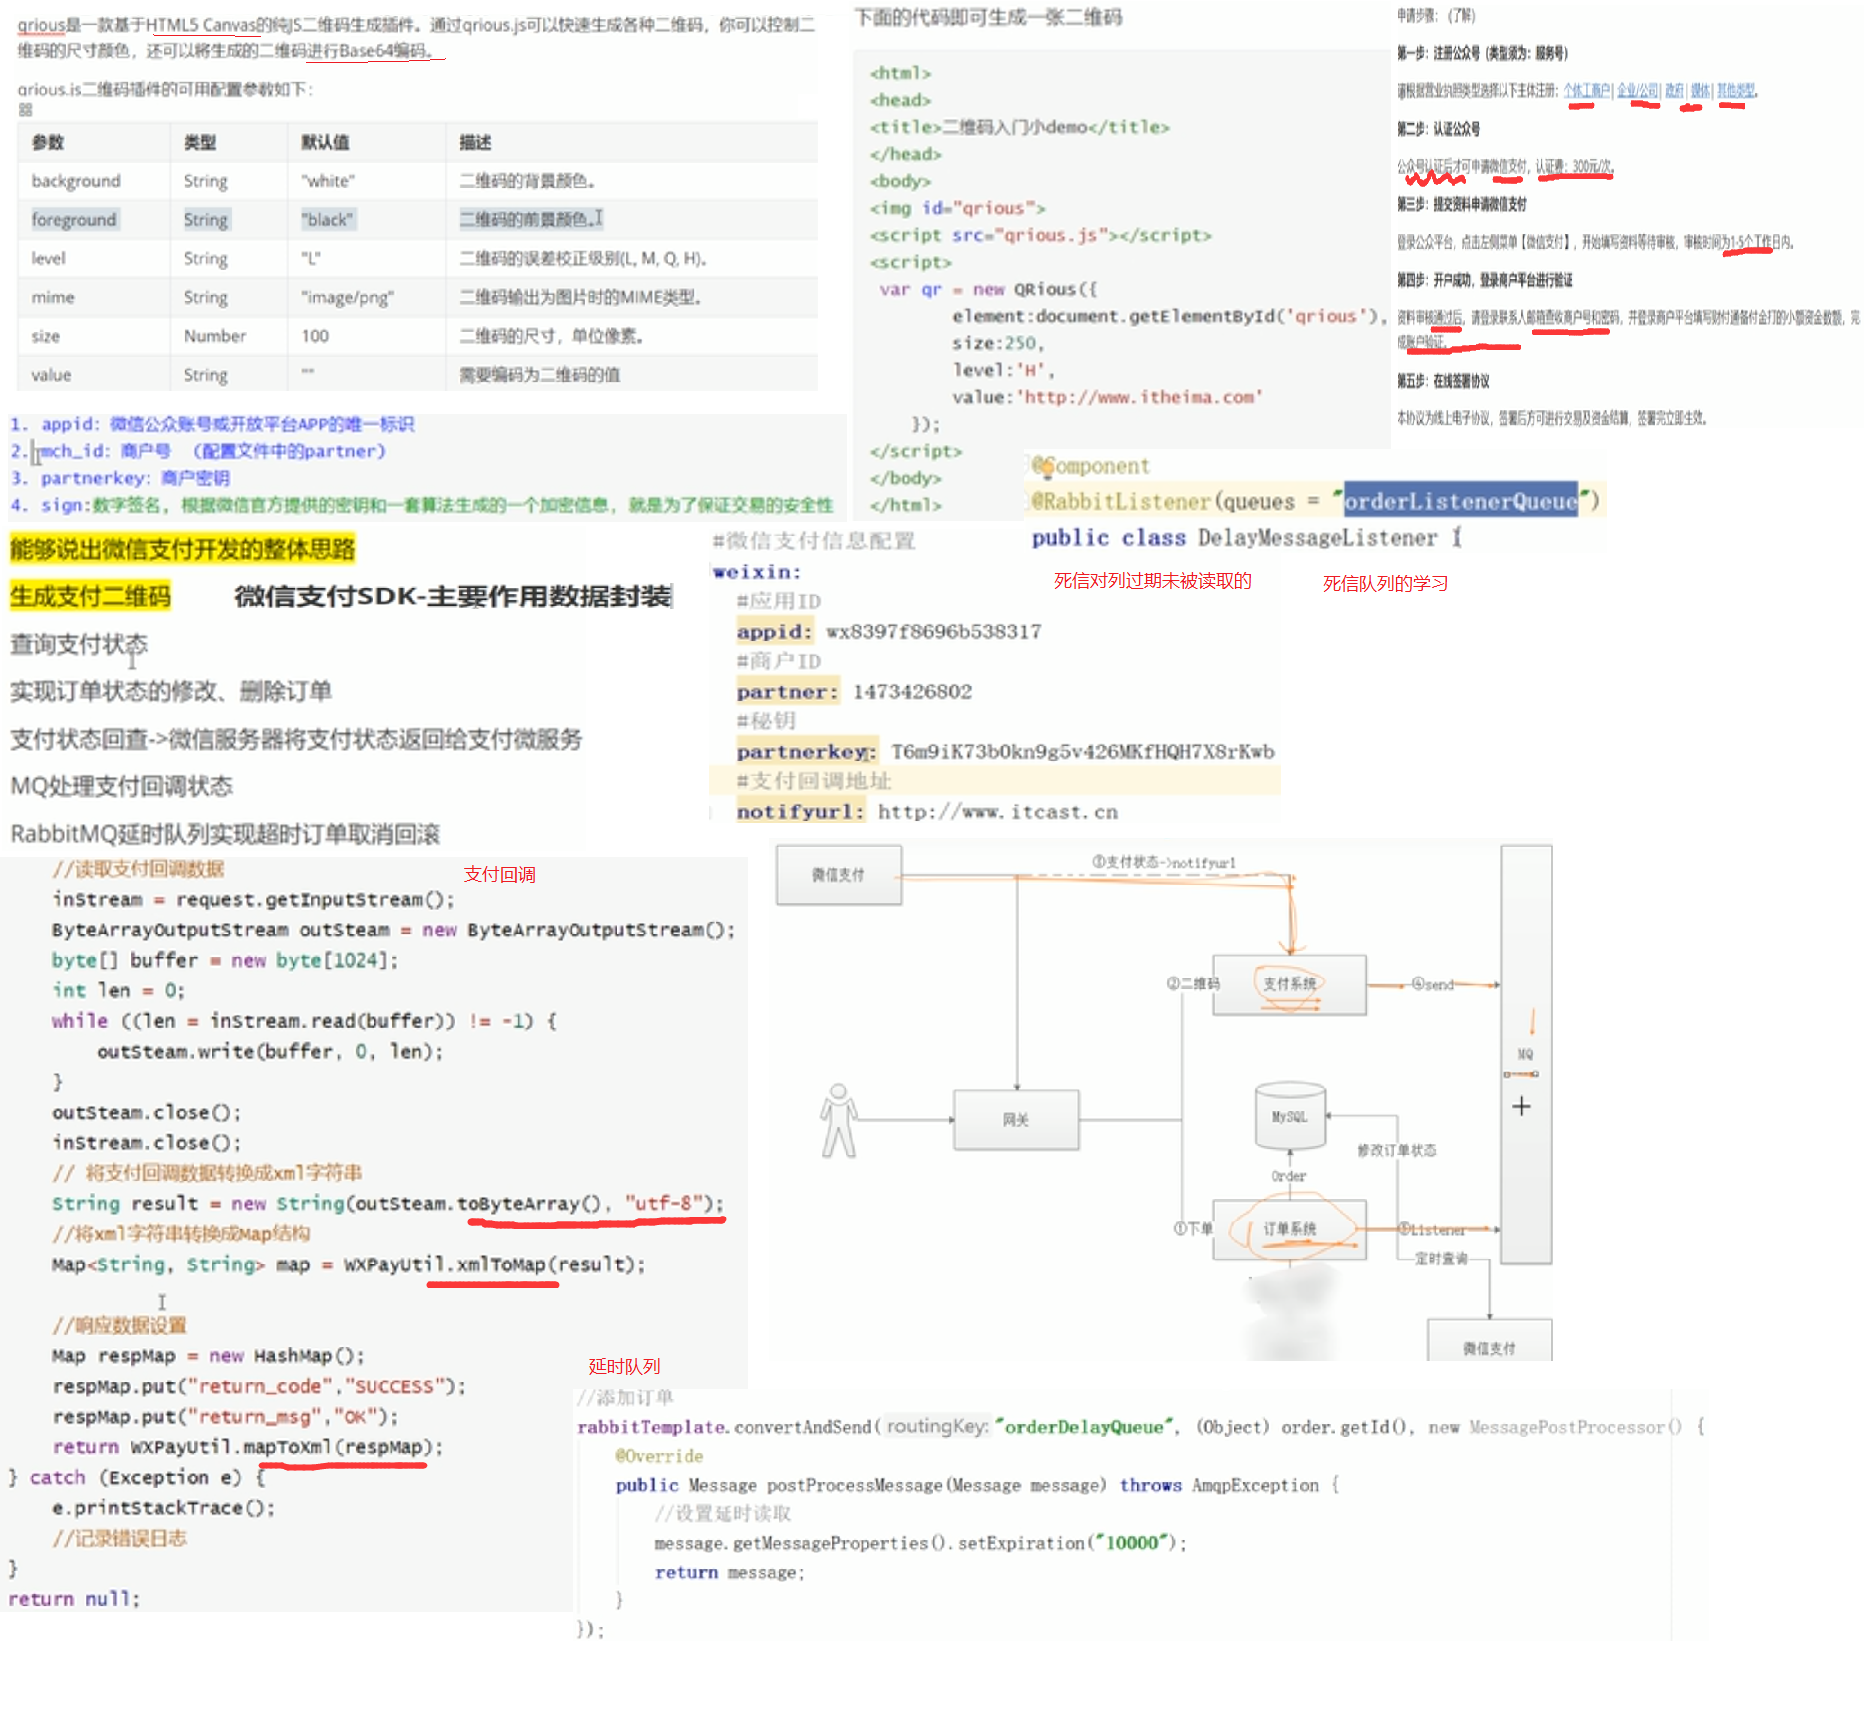 qrious是一款基于HTML5 Canvas的纯JS二维码生成插件。通过qrious.js可以快速生成各种二维码，你可以控制二
维码的尺寸颜色，还可以将生成的二维码进行Base64编码。
qrious.js二维码插件的可用配置参数如下：
参数 类型 默认值 描述
background String "white" 二维码的背景颜色。
foreground String "black" 二维码的前景颜色。
level String "L" 二维码的误差校正级别(L, M, Q, H)。
mime String "image/png" 二维码输出为图片时的MIME类型。
size Number 100 二维码的尺寸，单位像素。
value String "" 需要编码为二维码的值
1. appid：微信公众账号或开放平台APP的唯一标识
2. mch_id：商户号 （配置文件中的partner）
3. partnerkey：商户密钥
4. sign:数字签名，根据微信官方提供的密钥和一套算法生成的一个加密信息，就是为了保证交易的安全性
下面的代码即可生成一张二维码
<html>
<head>
<title>二维码入门小demo</title>
</head>
<body>
<img id="qrious">
<script src="qrious.js"></script>
<script>
var qr = new QRious({
element:document.getElementById('qrious'),
size:250,
level:'H',
value:'http://www.itheima.com'
});
</script>
</body>
</html>
申请步骤：（了解）
第一步：注册公众号（类型须为：服务号）
请根据营业执照类型选择以下主体注册：个体工商户| 企业/公司| 政府| 媒体| 其他类型。
第二步：认证公众号
公众号认证后才可申请微信支付，认证费：300元/次。
第三步：提交资料申请微信支付
登录公众平台，点击左侧菜单【微信支付】，开始填写资料等待审核，审核时间为1-5个工作日内。
第四步：开户成功，登录商户平台进行验证
资料审核通过后，请登录联系人邮箱查收商户号和密码，并登录商户平台填写财付通备付金打的小额资金数额，完
成账户验证。
第五步：在线签署协议
本协议为线上电子协议，签署后方可进行交易及资金结算，签署完立即生效。
@Component
@RabbitListener(queues = "orderListenerQueue")
public class DelayMessageListener {
死信对列过期未被读取的
死信队列的学习
能够说出微信支付开发的整体思路
生成支付二维码 微信支付SDK-主要作用数据封装
查询支付状态
实现订单状态的修改、删除订单
支付状态回查->微信服务器将支付状态返回给支付微服务
MQ处理支付回调状态
RabbitMQ延时队列实现超时订单取消回滚
#微信支付信息配置
weixin:
#应用ID
appid: wx8397f8696b538317
#商户ID
partner: 1473426802
#秘钥
partnerkey: T6m9iK73b0kn9g5v426MKfHQH7X8rKwb
#支付回调地址
notifyurl: http://www.itcast.cn
支付回调
//读取支付回调数据
inStream = request.getInputStream();
ByteArrayOutputStream outSteam = new ByteArrayOutputStream();
byte[] buffer = new byte[1024];
int len = 0;
while ((len = inStream.read(buffer)) != -1) {
outSteam.write(buffer, 0, len);
}
outSteam.close();
inStream.close();
// 将支付回调数据转换成xml字符串
String result = new String(outSteam.toByteArray(), "utf-8");
//将xml字符串转换成Map结构
Map<String, String> map = WXPayUtil.xmlToMap(result);
//响应数据设置
Map respMap = new HashMap();
respMap.put("return_code","SUCCESS");
respMap.put("return_msg","OK");
return WXPayUtil.mapToXml(respMap);
} catch (Exception e) {
e.printStackTrace();
//记录错误日志
}
return null;
微信支付
③支付状态->notifyurl
②二维码
支付系统
④send
MQ
网关
MySQL
修改订单状态
Order
①下单
订单系统
⑤Listener
定时查询
微信支付
延时队列
//添加订单
rabbitTemplate.convertAndSend( routingKey: "orderDelayQueue", (Object) order.getId(), new MessagePostProcessor() {
@Override
public Message postProcessMessage(Message message) throws AmqpException {
//设置延时读取
message.getMessageProperties().setExpiration("10000");
return message;
}
});